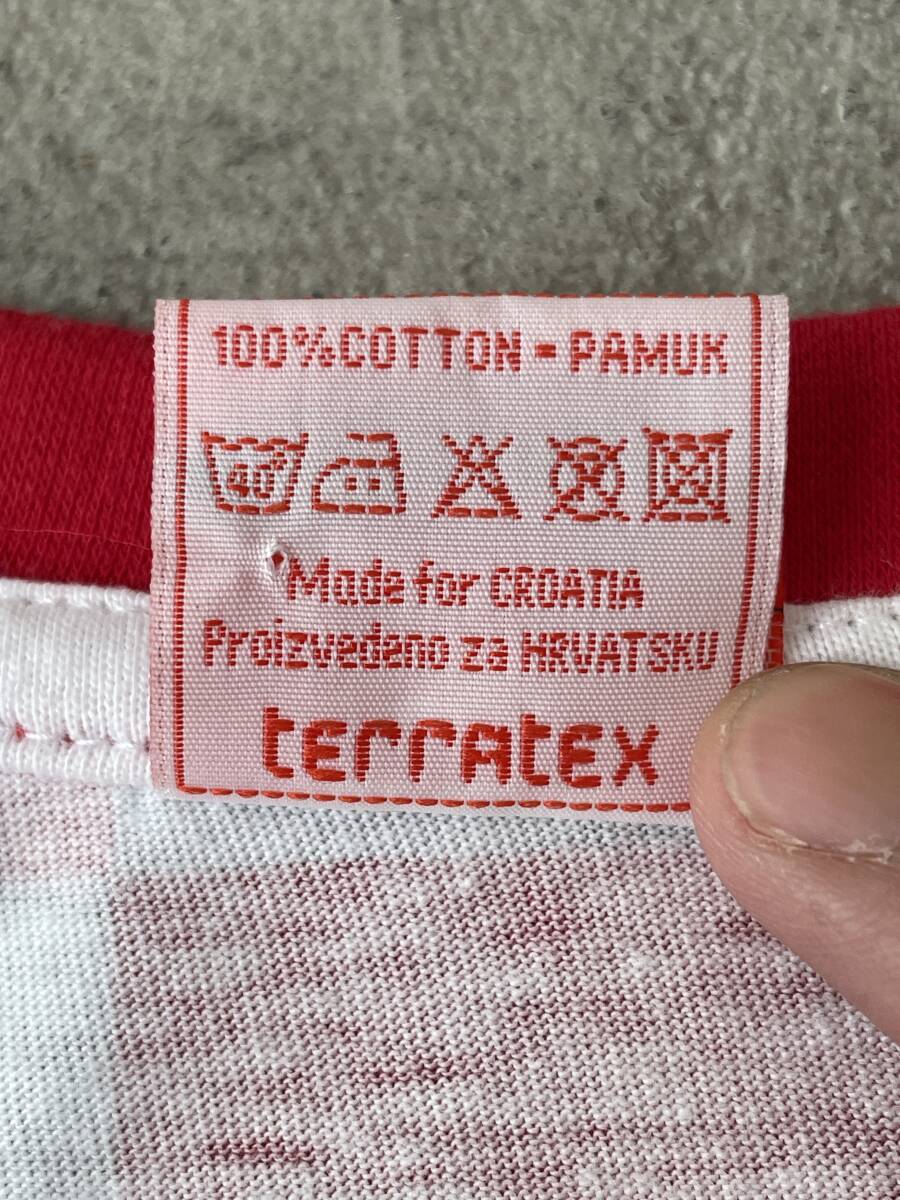 100%COTTON - PAMUK
40°
Made for CROATIA
Proizvedeno za HRVATSKU
terratex